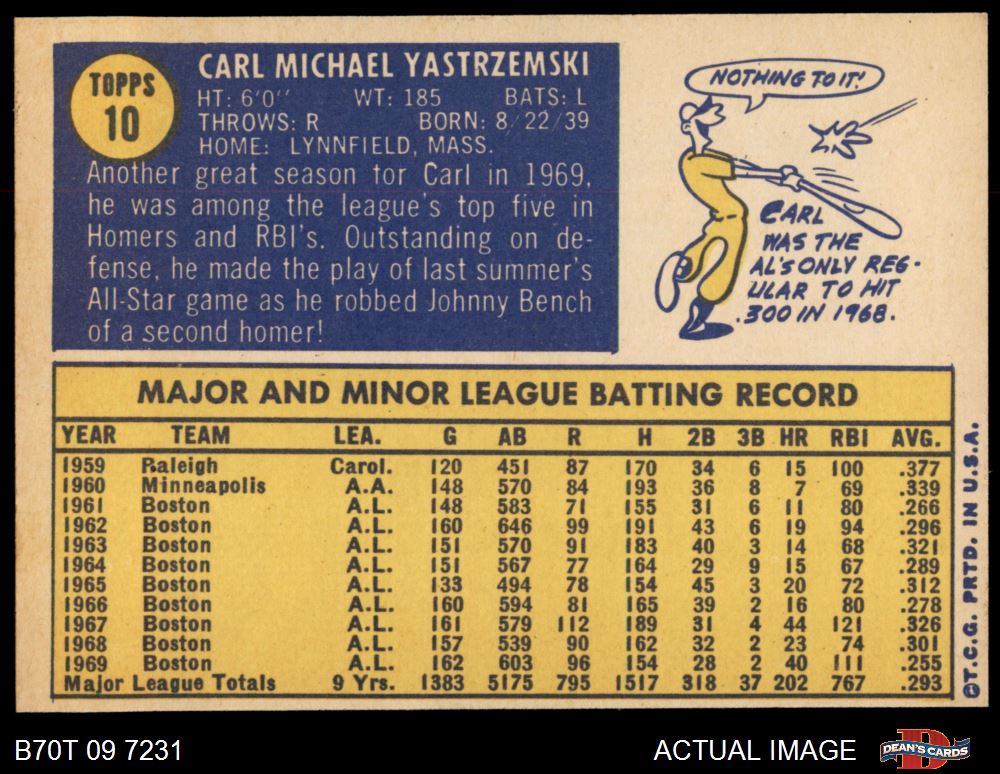 TOPPS
10
CARL MICHAEL YASTRZEMSKI
HT: 6'0" WT: 185 BATS: L
THROWS: R BORN: 8/22/39
HOME: LYNNFIELD, MASS.
Another great season for Carl in 1969,
he was among the league's top five in
Homers and RBI's. Outstanding on de-
fense, he made the play of last summer's
All-Star game as he robbed Johnny Bench
of a second homer!
NOTHING TO IT!
CARL
WAS THE
AL'S ONLY REG-
ULAR TO HIT
.300 IN 1968.
MAJOR AND MINOR LEAGUE BATTING RECORD
YEAR TEAM LEA. G AB R H 2B 3B HR RBI AVG.
1959 Raleigh Carol. 120 451 87 170 34 6 15 100 .377
1960 Minneapolis A.A. 148 570 84 193 36 8 7 69 .339
1961 Boston A.L. 148 583 71 155 31 6 11 80 .266
1962 Boston A.L. 160 646 99 191 43 6 19 94 .296
1963 Boston A.L. 151 570 91 183 40 3 14 68 .321
1964 Boston A.L. 151 567 77 164 29 9 15 67 .289
1965 Boston A.L. 133 494 78 154 45 3 20 72 .312
1966 Boston A.L. 160 594 81 165 39 2 16 80 .278
1967 Boston A.L. 161 579 112 189 31 4 44 121 .326
1968 Boston A.L. 157 539 90 162 32 2 23 74 .301
1969 Boston A.L. 162 603 96 154 28 2 40 111 .255
Major League Totals 9 Yrs. 1383 5175 795 1517 318 37 202 767 .293
©T.C.G. PRTD. IN U.S.A.
B70T 09 7231
ACTUAL IMAGE
DEAN'S CARDS